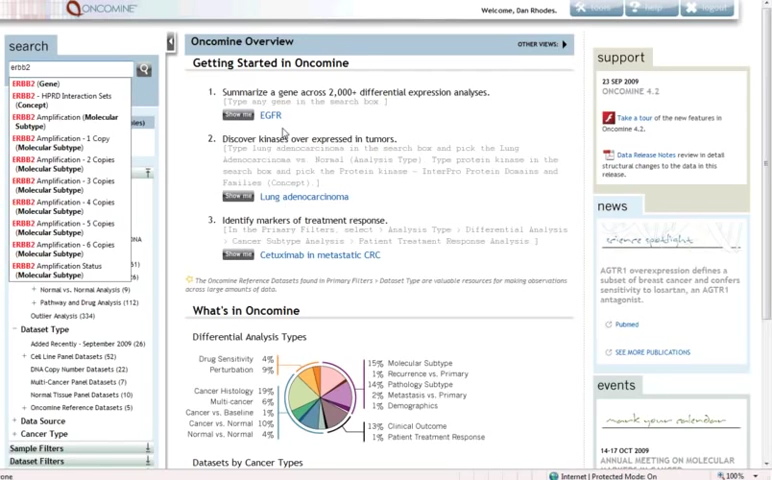 ONCOMINE
Welcome, Dan Rhodes.
tools
help
logout
search
erbb2
ERBB2 (Gene)
ERBB2 - HPRD Interaction Sets
(Concept)
ERBB2 Amplification (Molecular
Subtype)
ERBB2 Amplification - 1 Copy
(Molecular Subtype)
ERBB2 Amplification - 2 Copies
(Molecular Subtype)
ERBB2 Amplification - 3 Copies
(Molecular Subtype)
ERBB2 Amplification - 4 Copies
(Molecular Subtype)
ERBB2 Amplification - 5 Copies
(Molecular Subtype)
ERBB2 Amplification - 6 Copies
(Molecular Subtype)
ERBB2 Amplification Status
(Molecular Subtype)
Normal vs. Normal Analysis (9)
Pathway and Drug Analysis (112)
Outlier Analysis (334)
Dataset Type
Added Recently - September 2009 (26)
Cell Line Panel Datasets (52)
DNA Copy Number Datasets (22)
Multi-Cancer Panel Datasets (7)
Normal Tissue Panel Datasets (10)
Oncomine Reference Datasets (5)
Data Source
Cancer Type
Sample Filters
Dataset Filters
Oncomine Overview
OTHER VIEWS:
Getting Started in Oncomine
1. Summarize a gene across 2,000+ differential expression analyses.
[Type any gene in the search box ]
Show me EGFR
2. Discover kinases over expressed in tumors.
[Type lung adenocarcinoma in the search box and pick the Lung
Adenocarcinoma vs Normal (Analysis Type) Type protein kinase in the
search box and pick the Protein kinase - InterPro Protein Domains and
Families (Concept).]
Show me Lung adenocarcinoma
3. Identify markers of treatment response.
[In the Primary Filters, select > Analysis Type > Differential Analysis
> Cancer Subtype Analysis > Patient Treatment Response Analysis ]
Show me Cetuximab in metastatic CRC
The Oncomine Reference Datasets found in Primary Filters > Dataset Type are valuable resources for making observations
across large amounts of data.
What's in Oncomine
Differential Analysis Types
Drug Sensitivity 4%
Perturbation 9%
Cancer Histology 19%
Multi-cancer 6%
Cancer vs. Baseline 1%
Cancer vs. Normal 10%
Normal vs. Normal 4%
15% Molecular Subtype
1% Recurrence vs. Primary
14% Pathology Subtype
2% Metastasis vs. Primary
1% Demographics
13% Clinical Outcome
1% Patient Treatment Response
Datasets by Cancer Types
support
23 SEP 2009
ONCOMINE 4.2
Take a tour of the new features in
Oncomine 4.2.
Data Release Notes review in detail
structural changes to the data in this
release.
news
science spotlight
AGTR1 overexpression defines a
subset of breast cancer and confers
sensitivity to losartan, an AGTR1
antagonist.
Pubmed
SEE MORE PUBLICATIONS
events
mark your calendar
14-17 OCT 2009
ANNUAL MEETING ON MOLECULAR
one
Internet | Protected Mode: On
100%